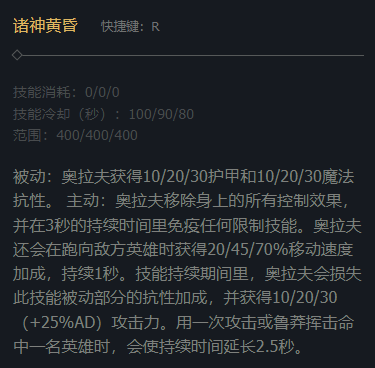 诸神黄昏 快捷键：R
技能消耗：0/0/0
技能冷却（秒）：100/90/80
范围：400/400/400
被动：奥拉夫获得10/20/30护甲和10/20/30魔法
抗性。 主动：奥拉夫移除身上的所有控制效果，
并在3秒的持续时间里免疫任何限制技能。奥拉夫
还会在跑向敌方英雄时获得20/45/70%移动速度
加成，持续1秒。技能持续期间里，奥拉夫会损失
此技能被动部分的抗性加成，并获得10/20/30
（+25%AD）攻击力。用一次攻击或鲁莽挥击命
中一名英雄时，会使持续时间延长2.5秒。